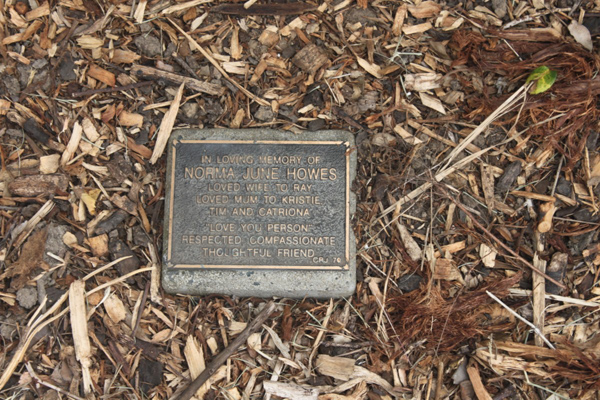 IN LOVING MEMORY OF
NORMA JUNE HOWES
LOVED WIFE TO RAY
LOVED MUM TO KRISTIE
TIM AND CATRIONA
"LOVE YOU PERSON"
RESPECTED COMPASSIONATE
THOUGHTFUL FRIEND